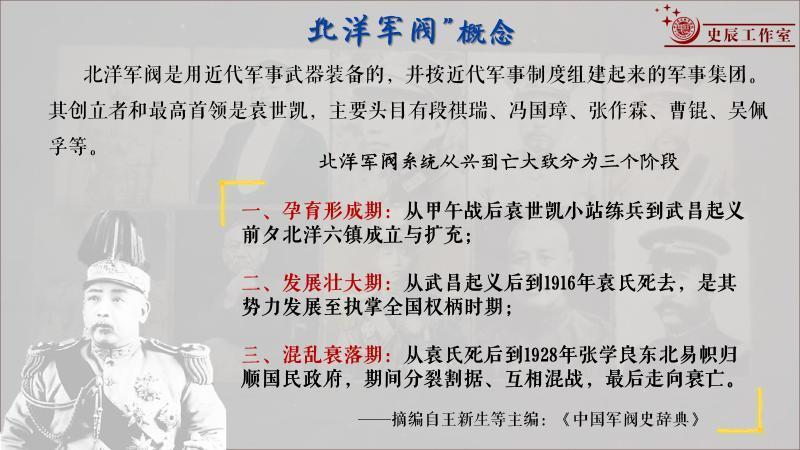 北洋军阀”概念
史辰工作室
北洋军阀是用近代军事武器装备的，并按近代军事制度组建起来的军事集团。
其创立者和最高首领是袁世凯，主要头目有段祺瑞、冯国璋、张作霖、曹锟、吴佩
孚等。
北洋军阀系统从兴到亡大致分为三个阶段
一、孕育形成期：从甲午战后袁世凯小站练兵到武昌起义
前夕北洋六镇成立与扩充；
二、发展壮大期：从武昌起义后到1916年袁氏死去，是其
势力发展至执掌全国权柄时期；
三、混乱衰落期：从袁氏死后到1928年张学良东北易帜归
顺国民政府，期间分裂割据、互相混战，最后走向衰亡。
——摘编自王新生等主编：《中国军阀史辞典》